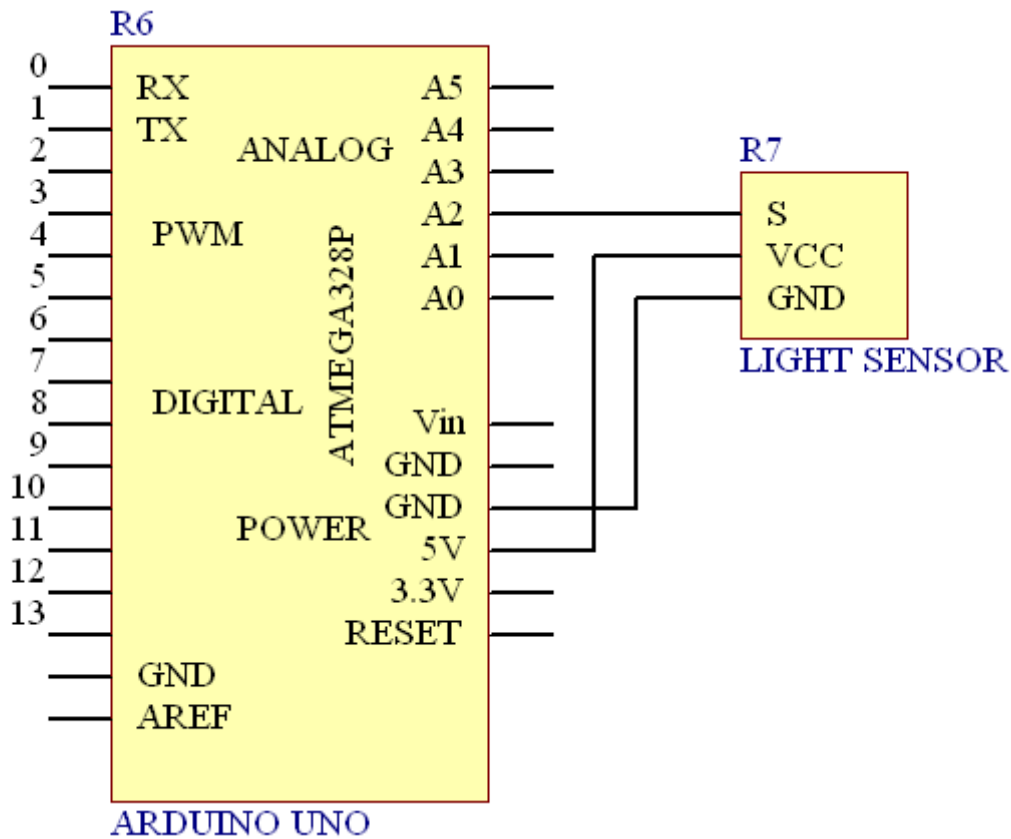 R6
0
1
2
3
4
5
6
7
8
9
10
11
12
13
RX
TX
ANALOG
PWM
DIGITAL
ATMEGA328P
POWER
GND
AREF
A5
A4
A3
A2
A1
A0
Vin
GND
GND
5V
3.3V
RESET
ARDUINO UNO
R7
S
VCC
GND
LIGHT SENSOR